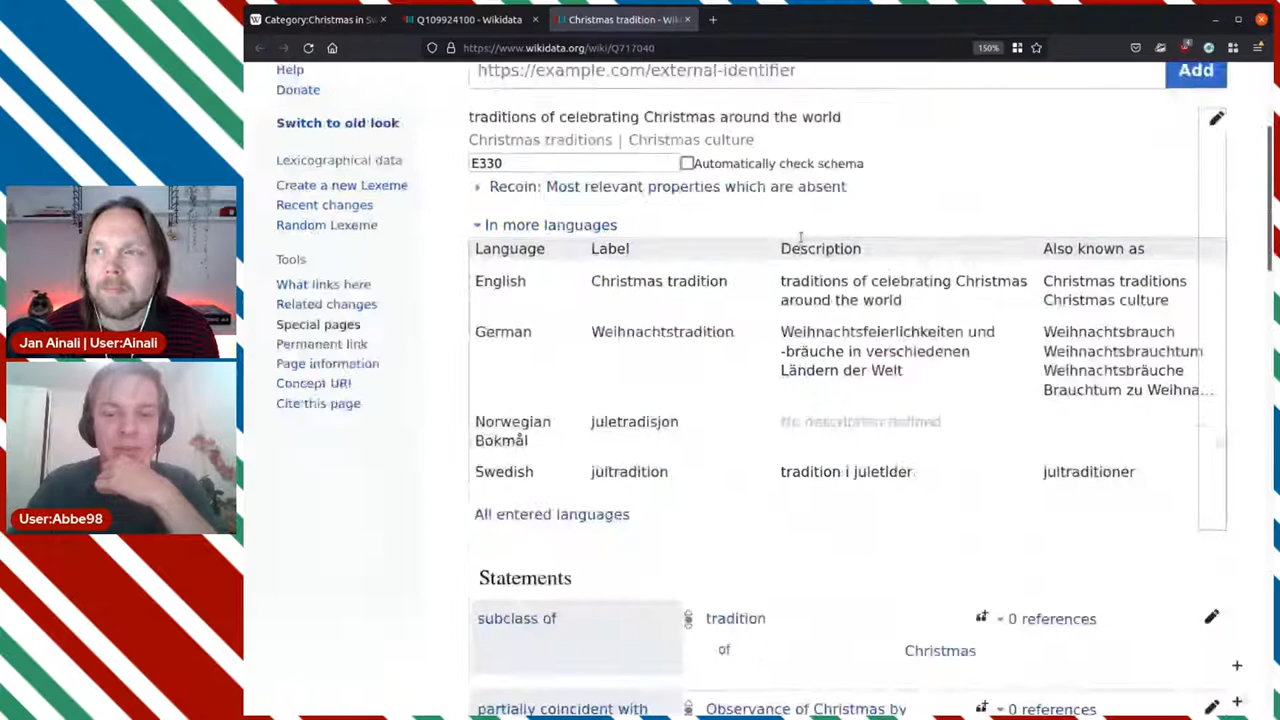 Category:Christmas in Sw
Q109924100 - Wikidata
Christmas tradition - Wiki
https://www.wikidata.org/wiki/Q717040
150%
Help
Donate
Switch to old look
Lexicographical data
Create a new Lexeme
Recent changes
Random Lexeme
Tools
What links here
Related changes
Special pages
Permanent link
Page information
Concept URI
Cite this page
https://example.com/external-identifier
Add
traditions of celebrating Christmas around the world
Christmas traditions | Christmas culture
E330
Automatically check schema
Recoin: Most relevant properties which are absent
In more languages
Language Label Description Also known as
English Christmas tradition traditions of celebrating Christmas Christmas traditions
around the world Christmas culture
German Weihnachtstradition Weihnachtsfeierlichkeiten und Weihnachtsbrauch
-bräuche in verschiedenen Weihnachtsbrauchtum
Ländern der Welt Weihnachtsbräuche
Brauchtum zu Weihna...
Norwegian juletradisjon No description defined
Bokmål
Swedish jultradition tradition i juletider jultraditioner
All entered languages
Statements
subclass of tradition 0 references
of Christmas
partially coincident with Observance of Christmas by 0 references
Jan Ainali | User:Ainali
User:Abbe98